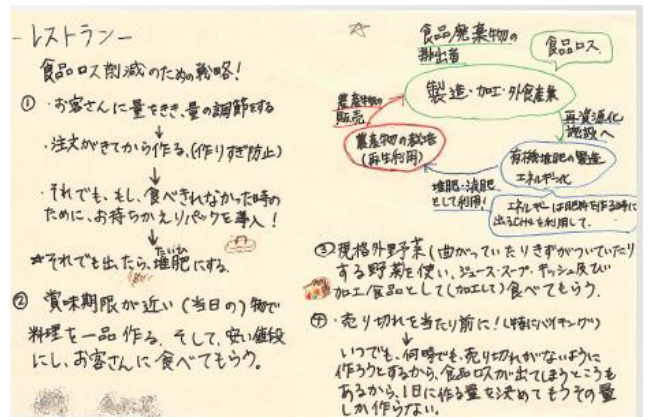 -レストラン-
食品ロス削減のための戦略!
① ・お客さんに量をきき、量の調節をする
↓
・注文がきてから作る。(作りすぎ防止)
↓
・それでも、もし、食べきれなかった時の
ために、お持ちかえりパックを導入!
↓
☆それでも出たら、堆肥にする。
たいひ
② 賞味期限が近い(当日の)物で
料理を一品作る。そして、安い値段
にし、お客さんに食べてもらう。
☆
食品廃棄物の
排出者
食品ロス
製造・加工・外食産業
農産物の
販売
再資源化
施設へ
農産物の栽培
(再生利用)
有機堆肥の製造
エネルギー化
堆肥・減肥
として利用!
エネルギーは肥料を作る時に
出るCH4を利用して。
③規格外野菜(曲がっていたりきずがついていたり
する野菜を使い、ジュース・スープ・キッシュ及び
加工食品として(加工して)食べてもらう。
④・売り切れを当たり前に!(特にバイキング)
↓
いつでも、何時でも、売り切れがないように
作ろうとするから、食品ロスが出てしまうところも
あるから、1日に作る量を決めてもうその量
しか作らない。